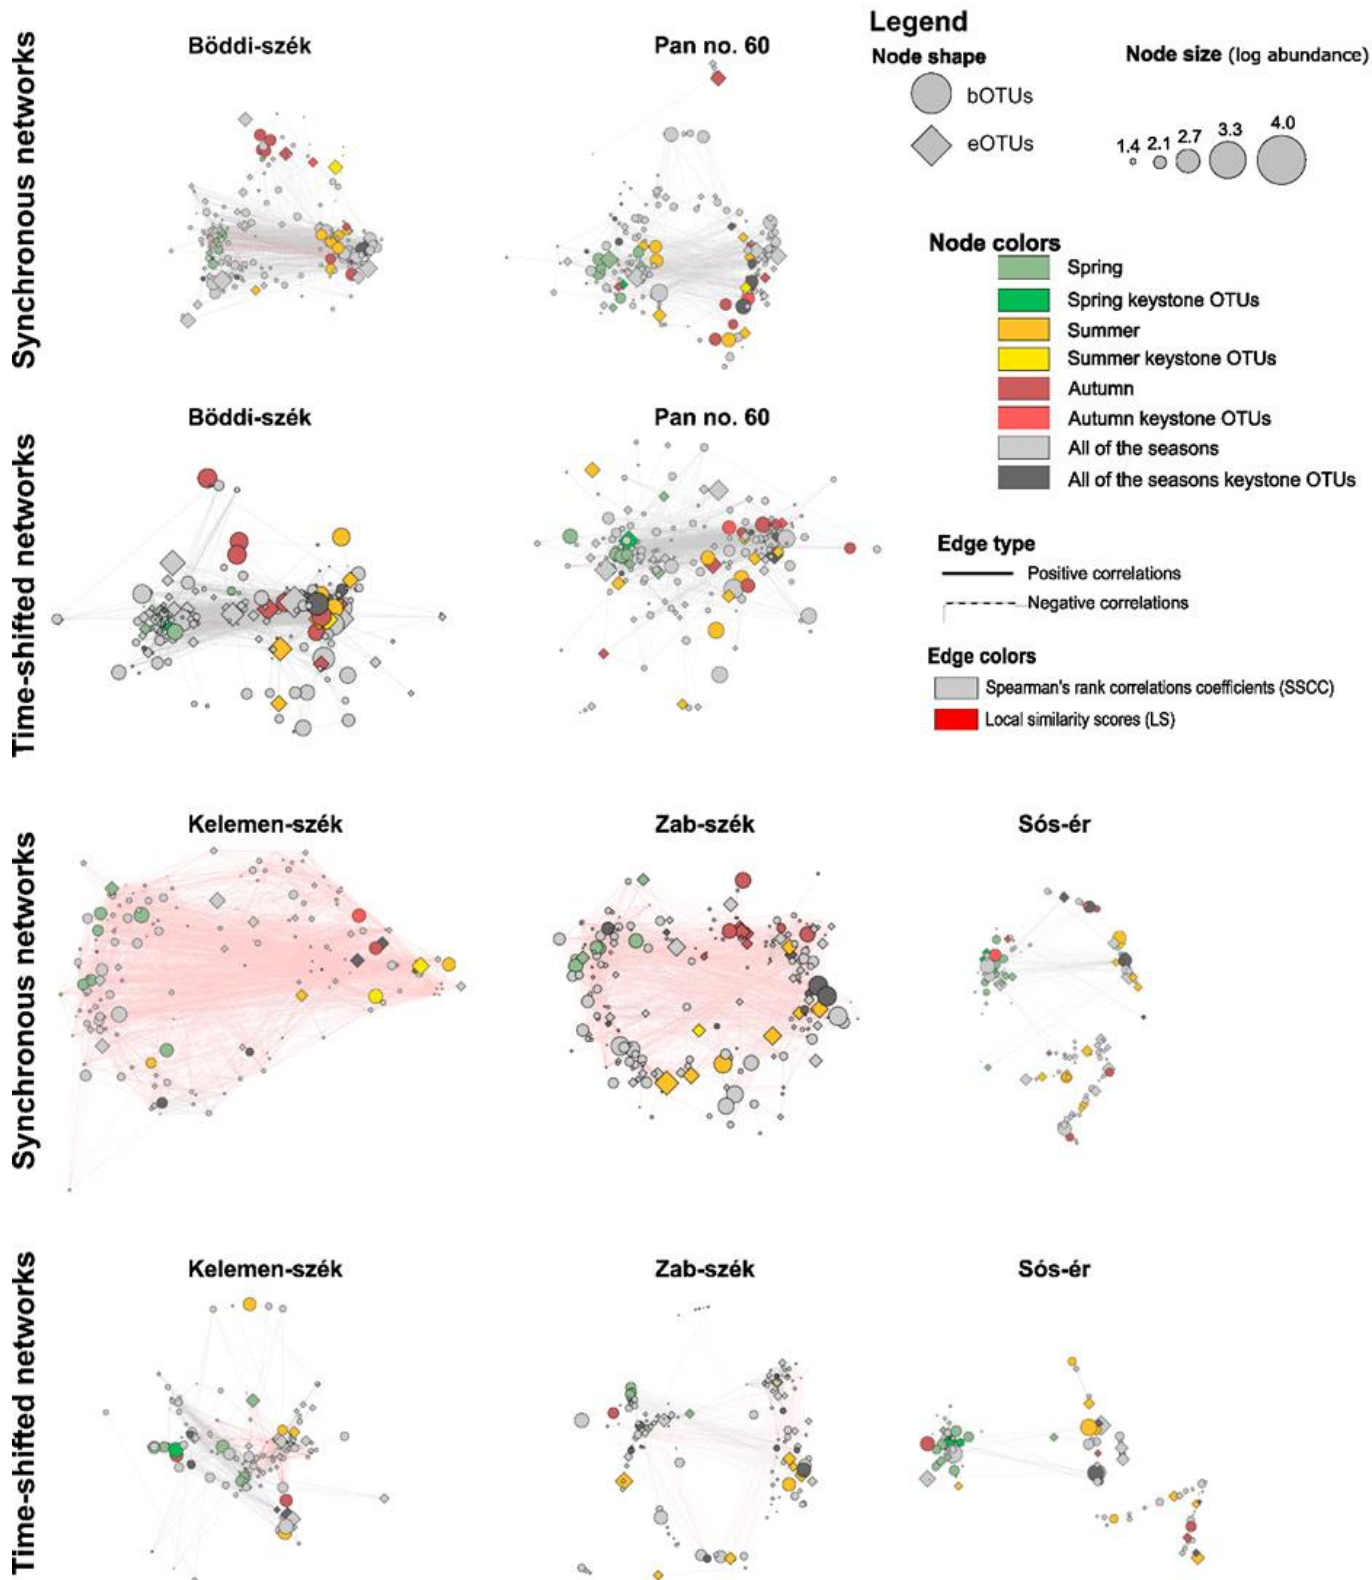 Synchronous networks
Böddi-szék
Pan no. 60
Legend
Node shape
bOTUs
eOTUs
Node size (log abundance)
1.4 2.1 2.7 3.3 4.0
Node colors
Spring
Spring keystone OTUs
Summer
Summer keystone OTUs
Autumn
Autumn keystone OTUs
All of the seasons
All of the seasons keystone OTUs
Time-shifted networks
Böddi-szék
Pan no. 60
Edge type
Positive correlations
Negative correlations
Edge colors
Spearman's rank correlations coefficients (SSCC)
Local similarity scores (LS)
Synchronous networks
Kelemen-szék
Zab-szék
Sós-ér
Time-shifted networks
Kelemen-szék
Zab-szék
Sós-ér